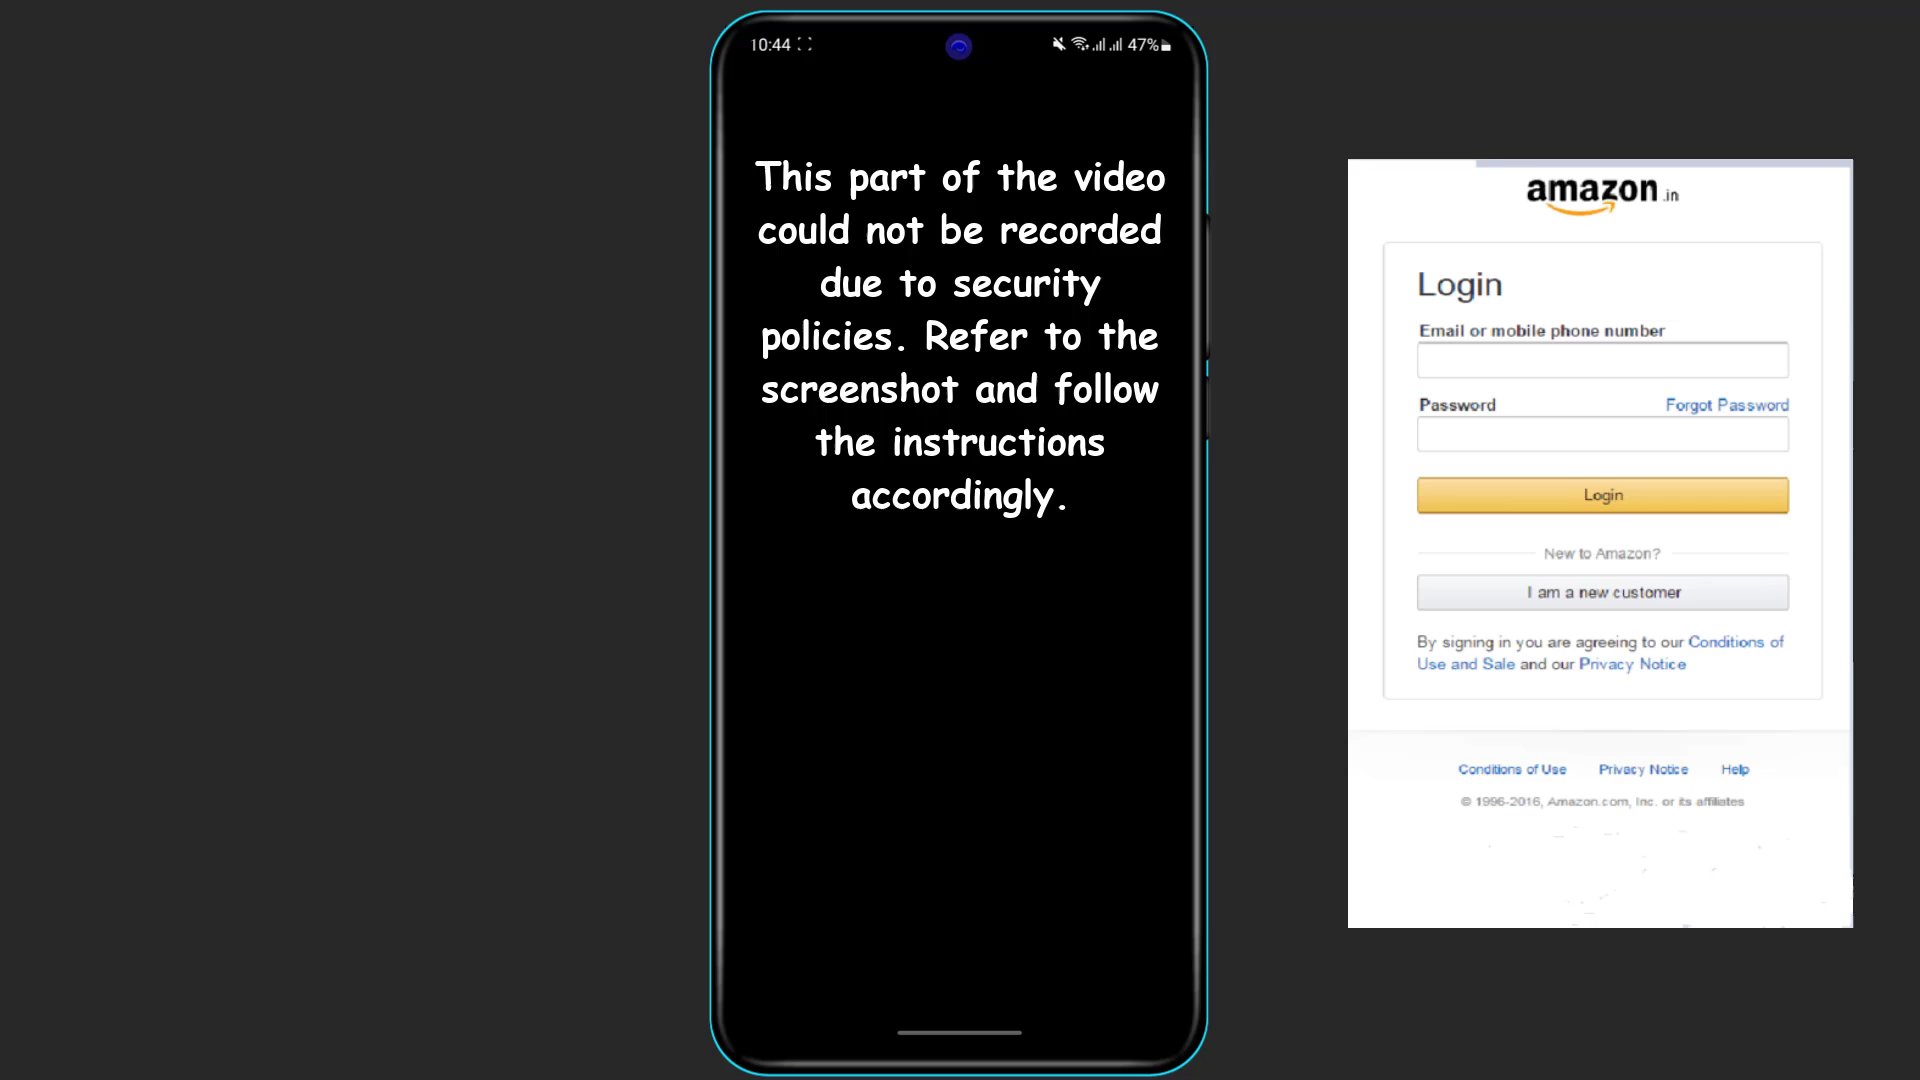 10:44
47%
This part of the video
could not be recorded
due to security
policies. Refer to the
screenshot and follow
the instructions
accordingly.
amazon.in
Login
Email or mobile phone number
Password Forgot Password
Login
New to Amazon?
I am a new customer
By signing in you are agreeing to our Conditions of
Use and Sale and our Privacy Notice
Conditions of Use Privacy Notice Help
© 1996-2016, Amazon.com, Inc. or its affiliates